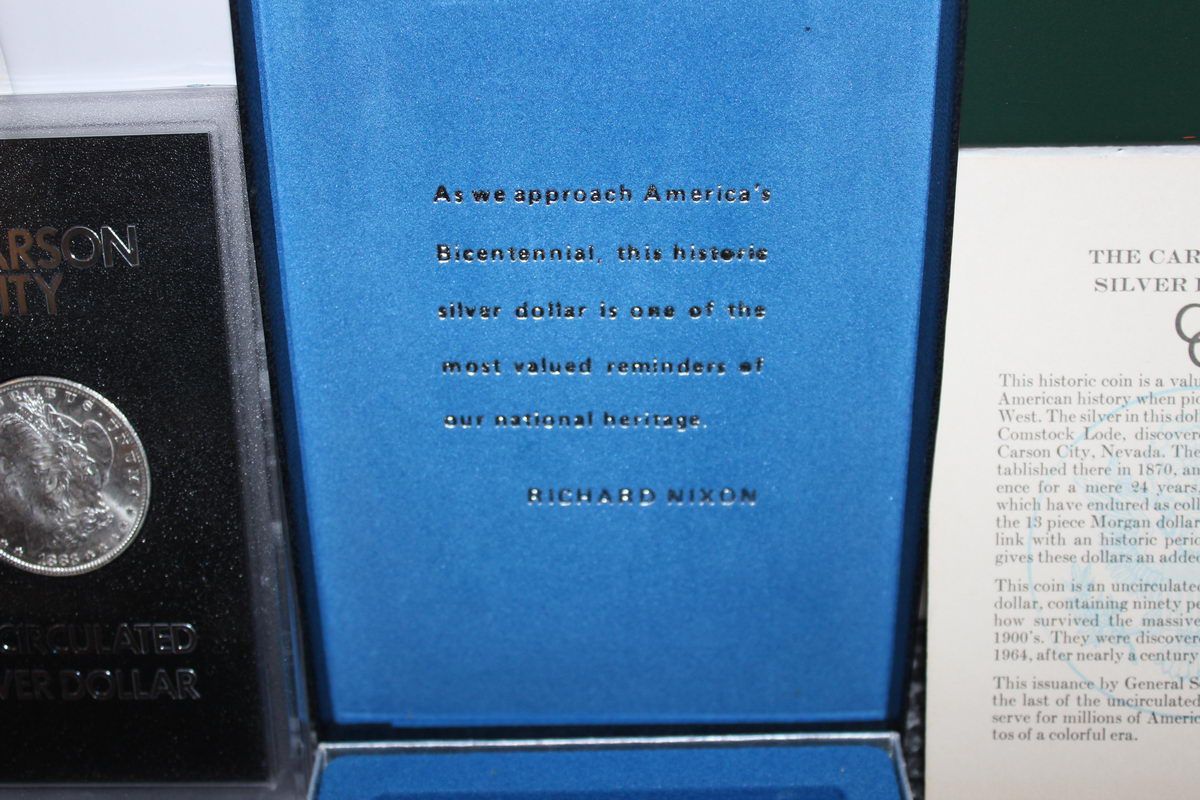 ARSON
ITY
1883
CIRCULATED
VER DOLLAR
As we approach America's
Bicentennial, this historic
silver dollar is one of the
most valued reminders of
our national heritage.
RICHARD NIXON
THE CAR
SILVER
This historic coin is a valu
American history when pio
West. The silver in this doll
Comstock Lode, discover
Carson City, Nevada. The
tablished there in 1870, an
ence for a mere 24 years,
which have endured as coll
the 13 piece Morgan dollar
link with an historic perio
gives these dollars an added
This coin is an uncirculated
dollar, containing ninety pe
how survived the massive
1900's. They were discovere
1964, after nearly a century
This issuance by General S
the last of the uncirculated
serve for millions of Americ
tos of a colorful era.